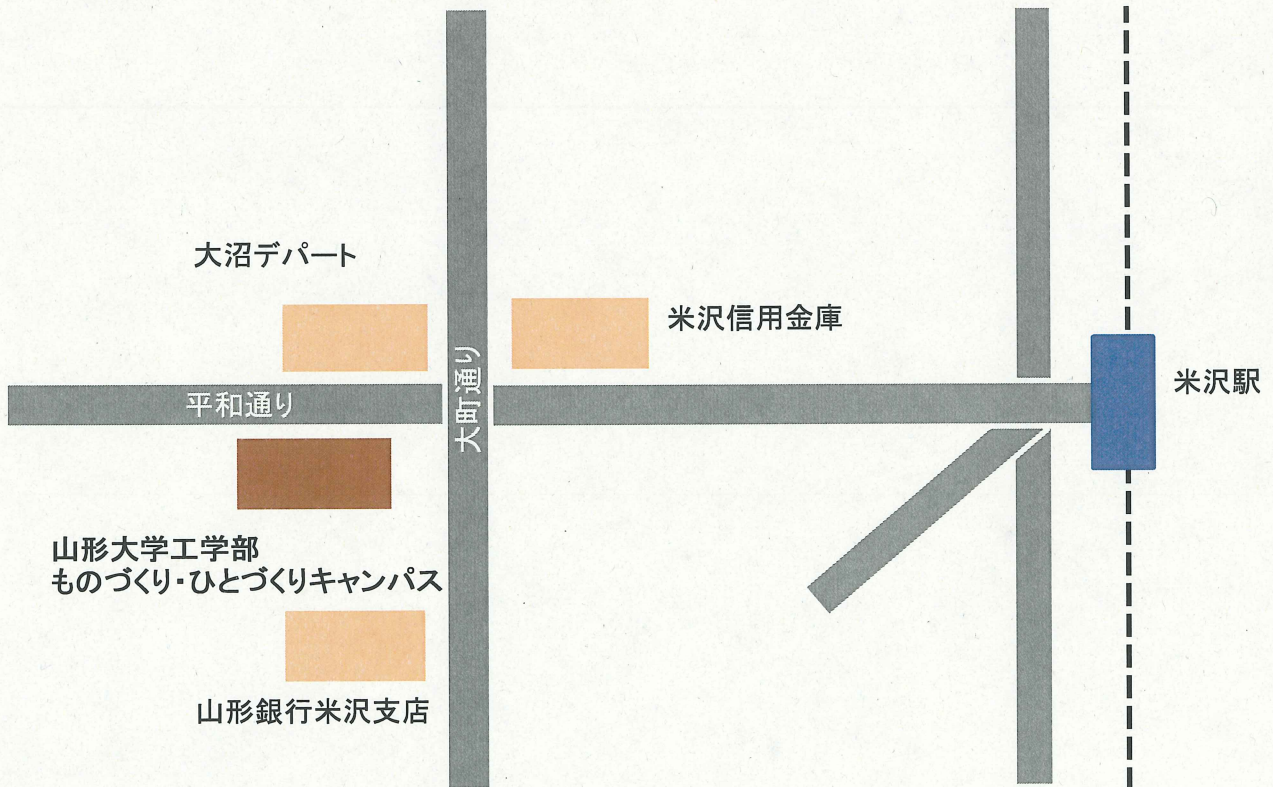 大沼デパート
米沢信用金庫
大町通り
米沢駅
平和通り
山形大学工学部
ものづくり・ひとづくりキャンパス
山形銀行米沢支店